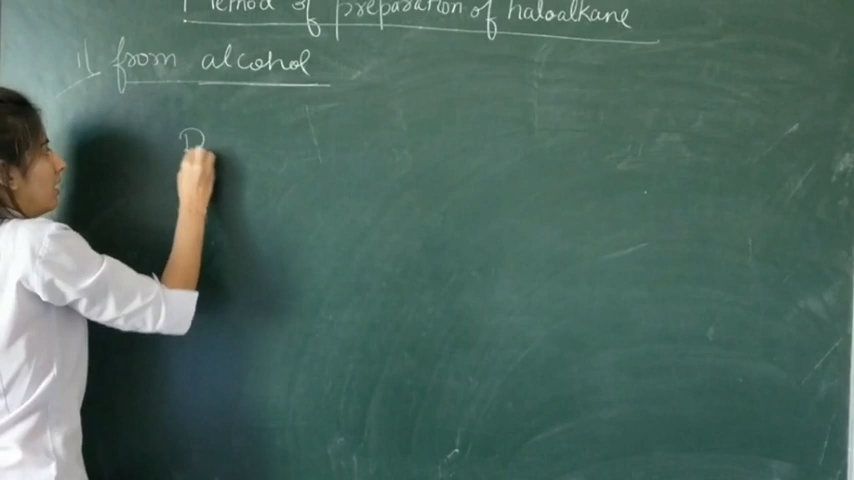 Method of preparation of haloalkane
1) from alcohol
R